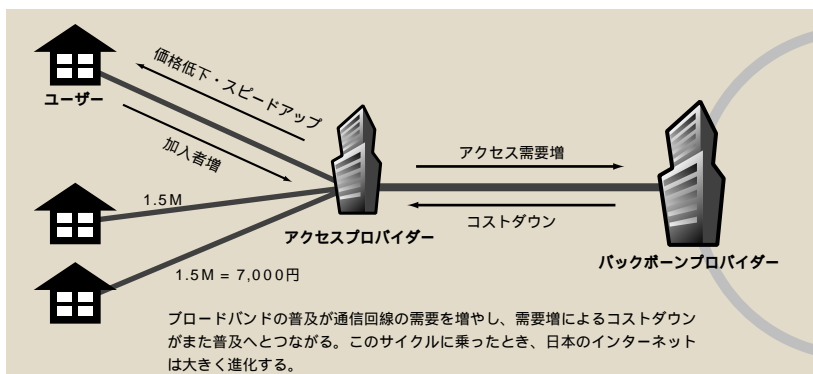 価格低下・スピードアップ
ユーザー
加入者増
アクセス需要増
1.5M
コストダウン
アクセスプロバイダー
バックボーンプロバイダー
1.5M = 7,000円
ブロードバンドの普及が通信回線の需要を増やし、需要増によるコストダウン
がまた普及へとつながる。このサイクルに乗ったとき、日本のインターネット
は大きく進化する。